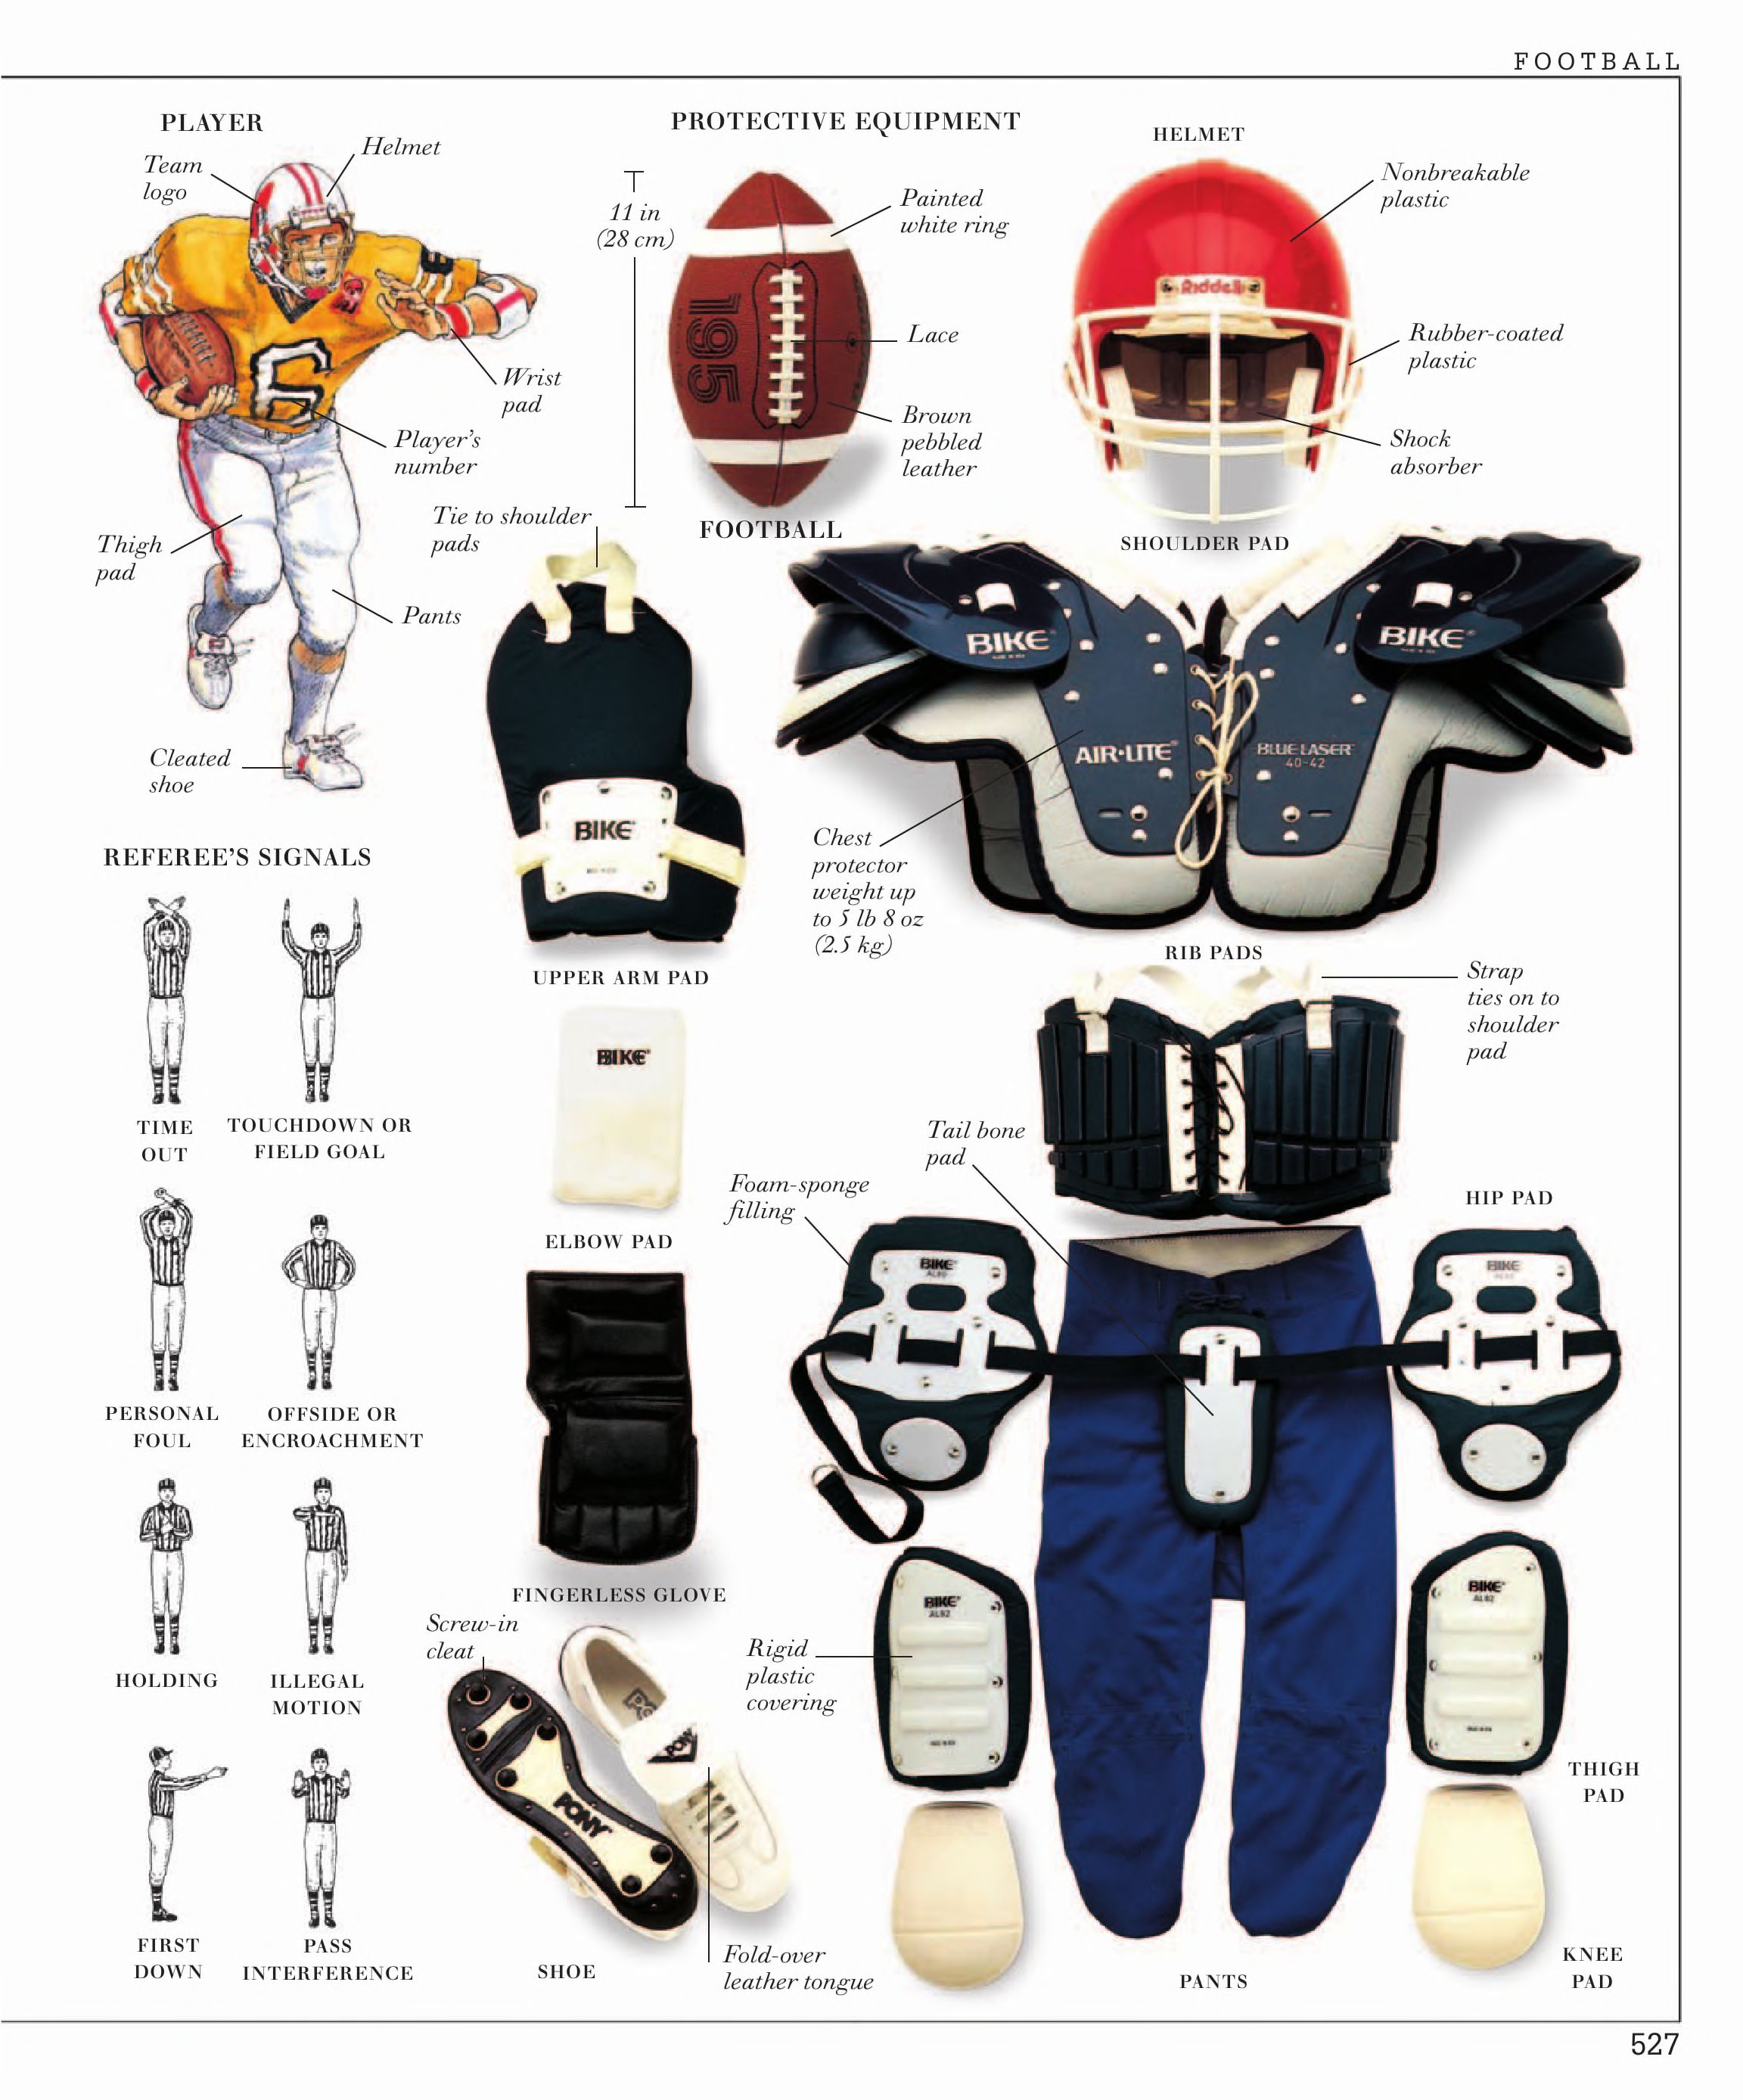 FOOTBALL
PLAYER
Team
logo
Helmet
Wrist
pad
Player's
number
Thigh
pad
Pants
Cleated
shoe
PROTECTIVE EQUIPMENT
11 in
(28 cm)
Painted
white ring
195
Lace
Brown
pebbled
leather
FOOTBALL
HELMET
Nonbreakable
plastic
Riddell
Rubber-coated
plastic
Shock
absorber
Tie to shoulder
pads
BIKE
UPPER ARM PAD
SHOULDER PAD
BIKE
BIKE
AIR·LITE
BLUE LASER
40-42
Chest
protector
weight up
to 5 lb 8 oz
(2.5 kg)
REFEREE'S SIGNALS
TIME
OUT
TOUCHDOWN OR
FIELD GOAL
PERSONAL
FOUL
OFFSIDE OR
ENCROACHMENT
HOLDING
ILLEGAL
MOTION
FIRST
DOWN
PASS
INTERFERENCE
BIKE
ELBOW PAD
FINGERLESS GLOVE
Screw-in
cleat
PONY
PONY
SHOE
Fold-over
leather tongue
RIB PADS
Strap
ties on to
shoulder
pad
Tail bone
pad
Foam-sponge
filling
HIP PAD
BIKE
BIKE
Rigid
plastic
covering
BIKE
AL92
BIKE
AL92
THIGH
PAD
KNEE
PAD
PANTS
527